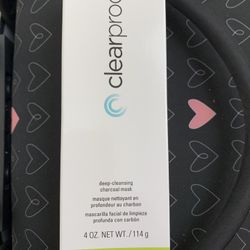 clearproo
deep-cleansing
charcoal mask
masque nettoyant en
profondeur au charbon
mascarilla facial de limpieza
profunda con carbón
4 OZ. NET WT. / 114 g